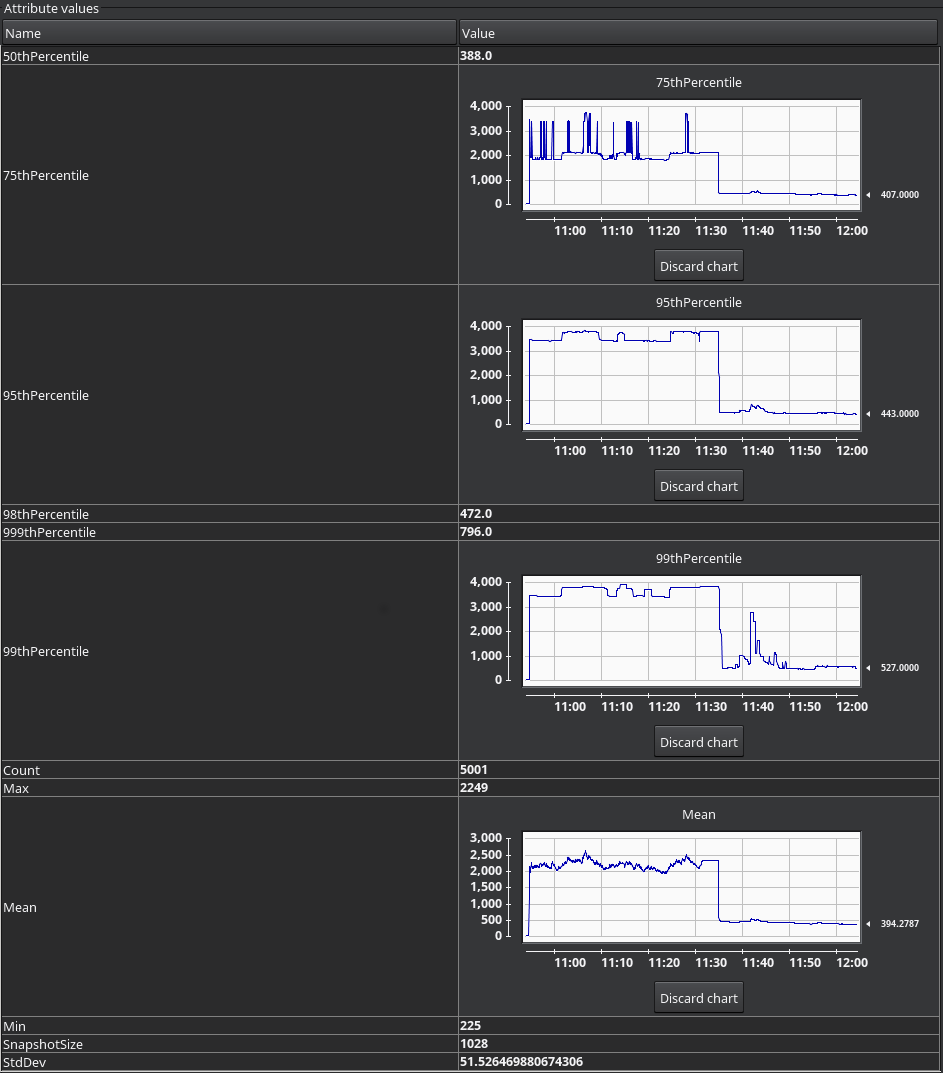 Attribute values
Name Value
50thPercentile 388.0
75thPercentile
75thPercentile
4,000
3,000
2,000
1,000
0
407.0000
11:00 11:10 11:20 11:30 11:40 11:50 12:00
Discard chart
95thPercentile
95thPercentile
4,000
3,000
2,000
1,000
0
443.0000
11:00 11:10 11:20 11:30 11:40 11:50 12:00
Discard chart
98thPercentile 472.0
999thPercentile 796.0
99thPercentile
99thPercentile
4,000
3,000
2,000
1,000
0
527.0000
11:00 11:10 11:20 11:30 11:40 11:50 12:00
Discard chart
Count 5001
Max 2249
Mean
Mean
3,000
2,500
2,000
1,500
1,000
500
0
394.2787
11:00 11:10 11:20 11:30 11:40 11:50 12:00
Discard chart
Min 225
SnapshotSize 1028
StdDev 51.526469880674306